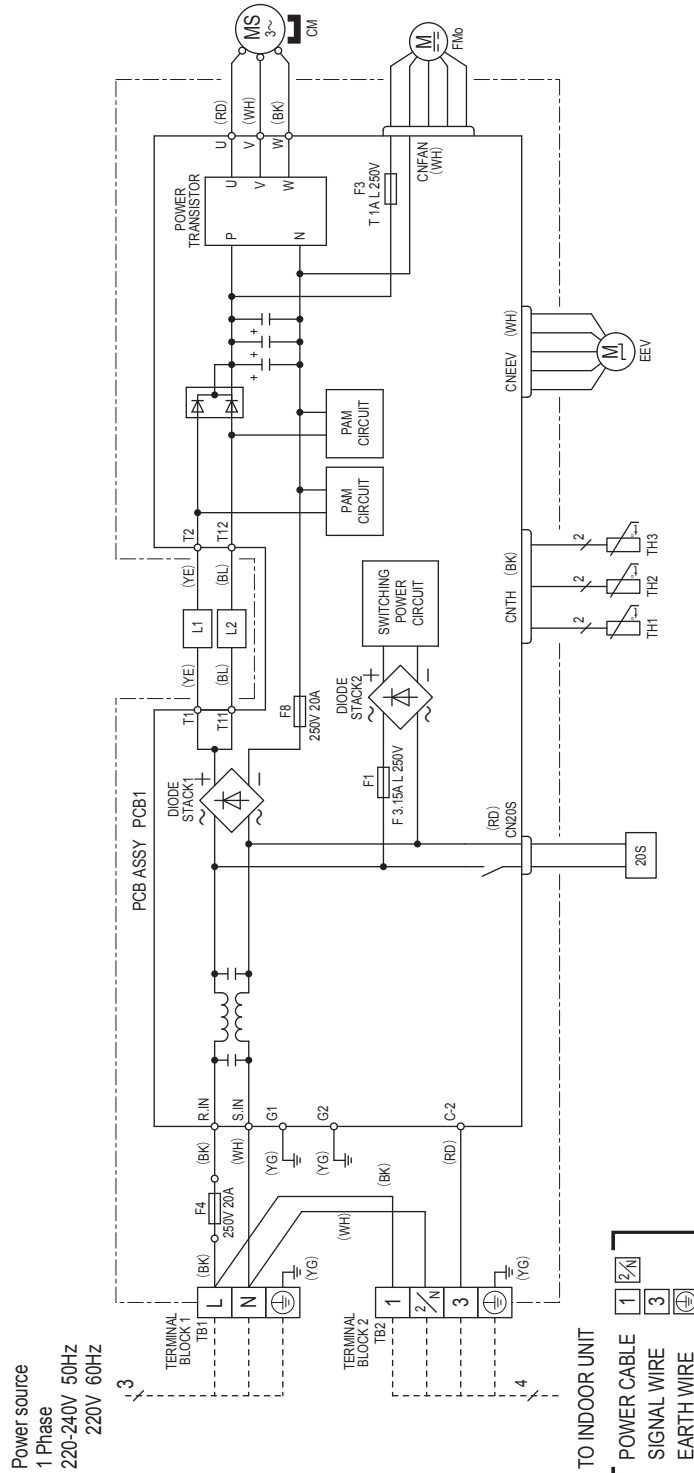 Power source
1 Phase
220-240V 50Hz
220V 60Hz
3
TERMINAL
BLOCK 1
TB1
L
N
(YG)
(BK)
F4
250V 20A
(BK)
(WH)
R.IN
S.IN
(YG)
G1
(YG)
G2
(BK)
(WH)
(RD)
C-2
TERMINAL
BLOCK 2
TB2
1
2/N
3
(YG)
4
TO INDOOR UNIT
POWER CABLE 1 2/N
SIGNAL WIRE 3
EARTH WIRE
PCB ASSY PCB1
DIODE
STACK1
+
−
~
~
T1
T11
(YE)
(BL)
L1
L2
(YE)
(BL)
T2
T12
F8
250V 20A
F1
F 3.15A L 250V
DIODE
STACK2
+
−
~
~
SWITCHING
POWER
CIRCUIT
PAM
CIRCUIT
PAM
CIRCUIT
+
+
+
POWER
TRANSISTOR
P
N
U
V
W
U
V
W
(RD)
(WH)
(BK)
MS
3~
CM
F3
T 1A L 250V
CNFAN
(WH)
M
FMo
(RD)
CN20S
20S
CNTH (BK)
2
2
2
TH1
TH2
TH3
CNEEV (WH)
M
EEV